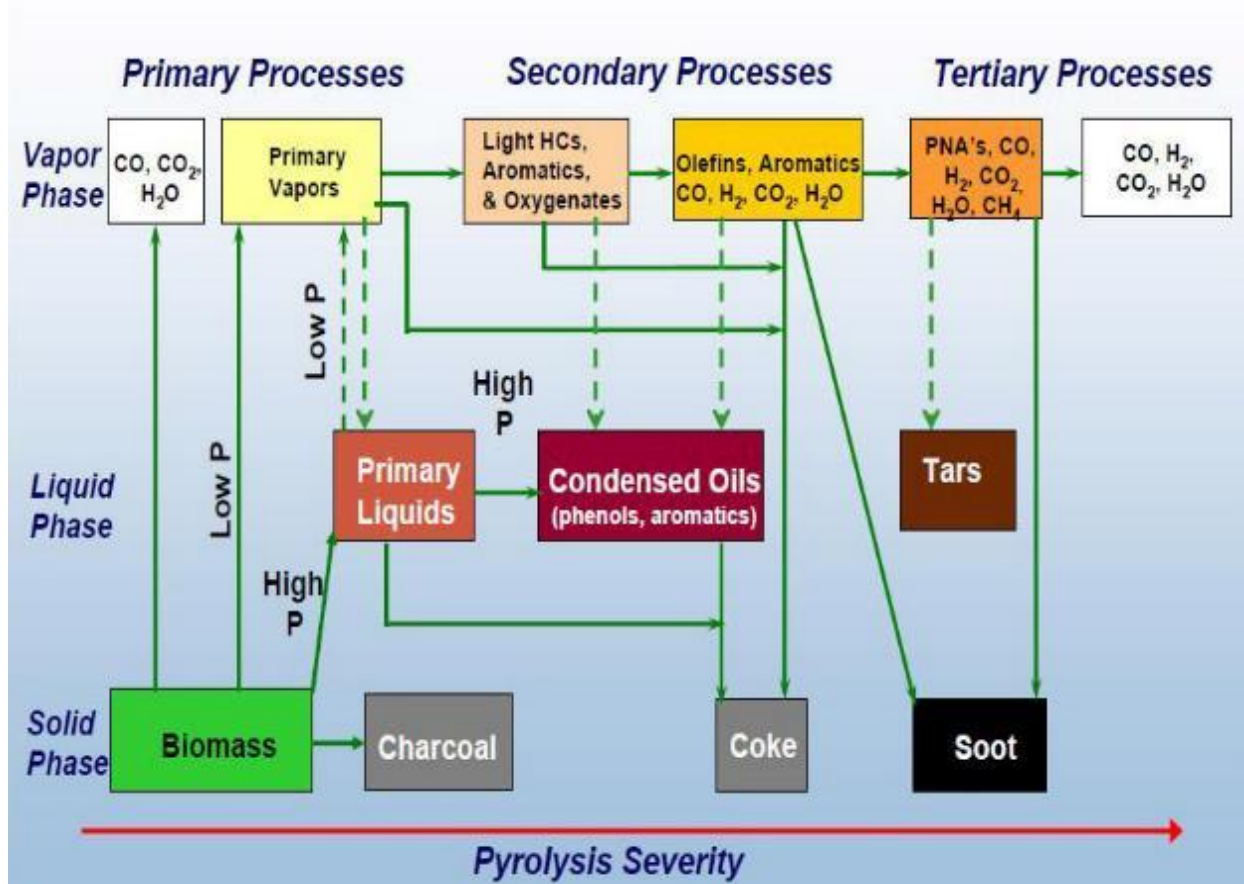 Primary Processes
Secondary Processes
Tertiary Processes
Vapor
Phase
CO, CO₂,
H₂O
Primary
Vapors
Light HCs,
Aromatics,
& Oxygenates
Olefins, Aromatics
CO, H₂, CO₂, H₂O
PNA's, CO,
H₂, CO₂,
H₂O, CH₄
CO, H₂,
CO₂, H₂O
Low P
Low P
High
P
Liquid
Phase
Primary
Liquids
Condensed Oils
(phenols, aromatics)
Tars
High
P
Solid
Phase
Biomass
Charcoal
Coke
Soot
Pyrolysis Severity